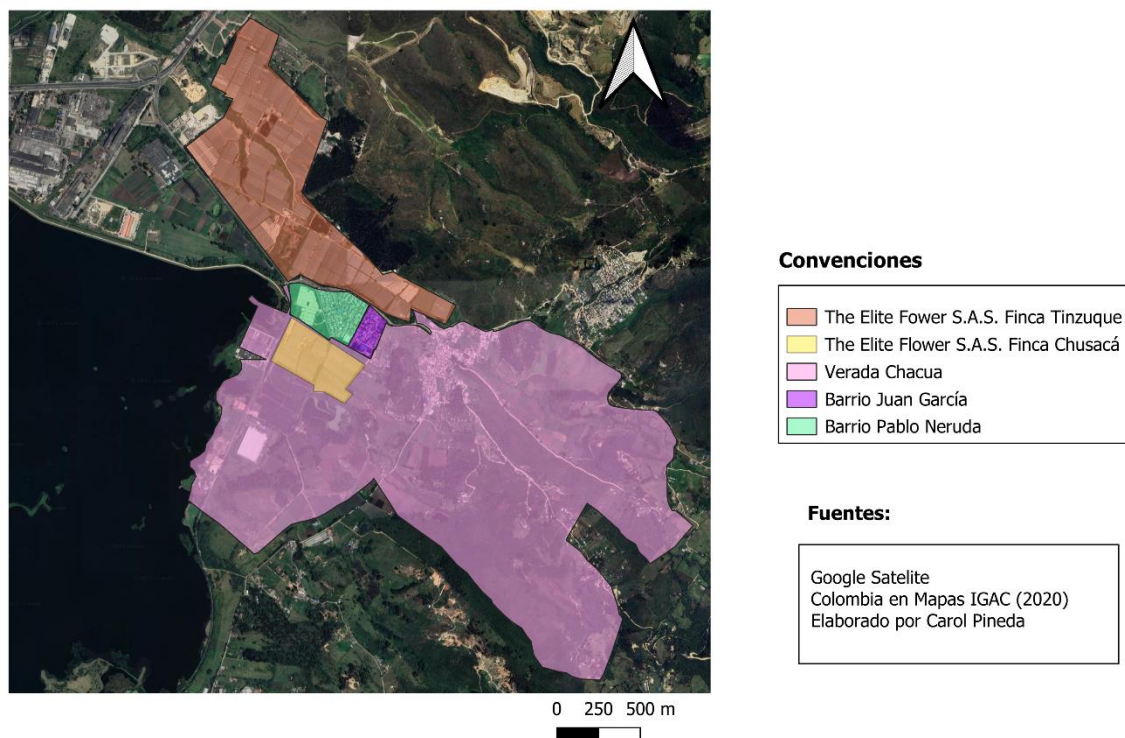 Convenciones
The Elite Fower S.A.S. Finca Tinzuque
The Elite Flower S.A.S. Finca Chusacá
Verada Chacua
Barrio Juan García
Barrio Pablo Neruda
Fuentes:
Google Satelite
Colombia en Mapas IGAC (2020)
Elaborado por Carol Pineda
0 250 500 m